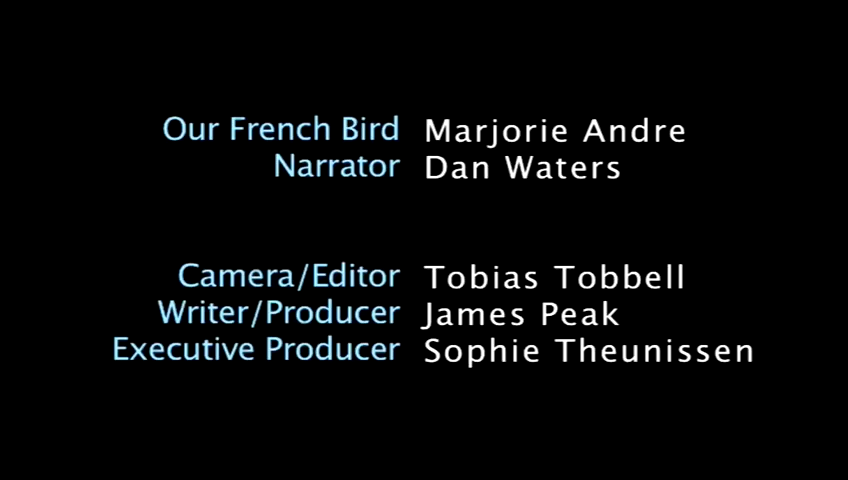 Our French Bird Marjorie Andre
Narrator Dan Waters
Camera/Editor Tobias Tobbell
Writer/Producer James Peak
Executive Producer Sophie Theunissen